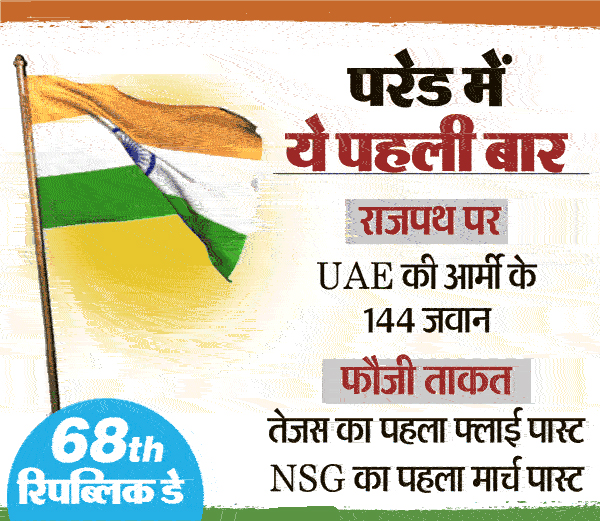 परेड में
ये पहली बार
राजपथ पर
UAE की आर्मी के
144 जवान
फौजी ताकत
तेजस का पहला फ्लाई पास्ट
NSG का पहला मार्च पास्ट
68th
रिपब्लिक डे